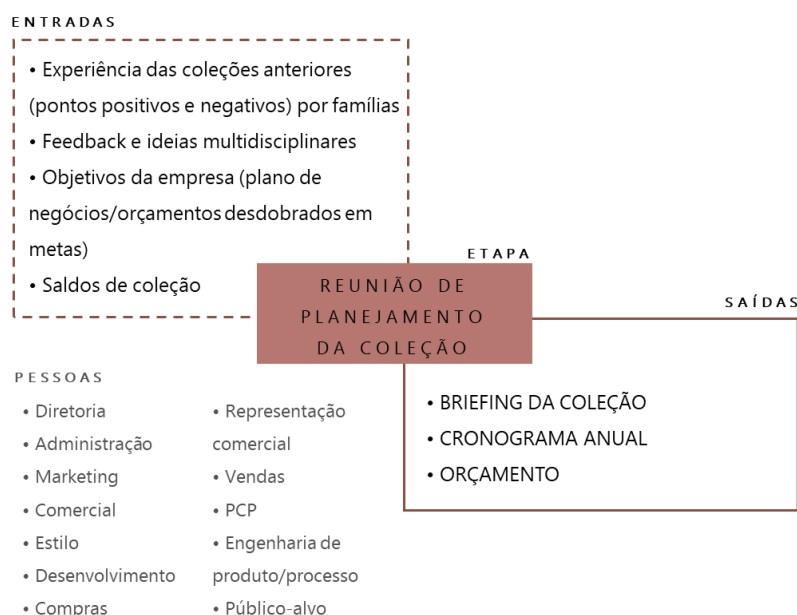 ENTRADAS
• Experiência das coleções anteriores
(pontos positivos e negativos) por famílias
• Feedback e ideias multidisciplinares
• Objetivos da empresa (plano de
negócios/orçamentos desdobrados em
metas)
• Saldos de coleção
ETAPA
REUNIÃO DE
PLANEJAMENTO
DA COLEÇÃO
SAÍDAS
• BRIEFING DA COLEÇÃO
• CRONOGRAMA ANUAL
• ORÇAMENTO
PESSOAS
• Diretoria
• Administração
• Marketing
• Comercial
• Estilo
• Desenvolvimento
• Compras
• Representação
comercial
• Vendas
• PCP
• Engenharia de
produto/processo
• Público-alvo